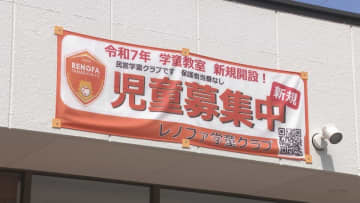 令和7年 学童教室 新規開設！
民営学童クラブです 保護者当番なし
RENOFA
児童募集中
新規
レノファ学童クラブ